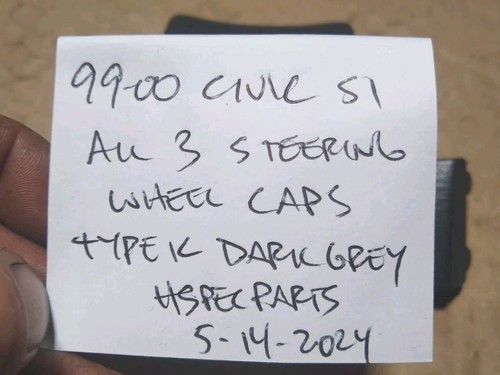 99-00 CIVIC SI
ALL 3 STEERING
WHEEL CAPS
TYPE K DARK GREY
HSPECPARTS
5-14-2024